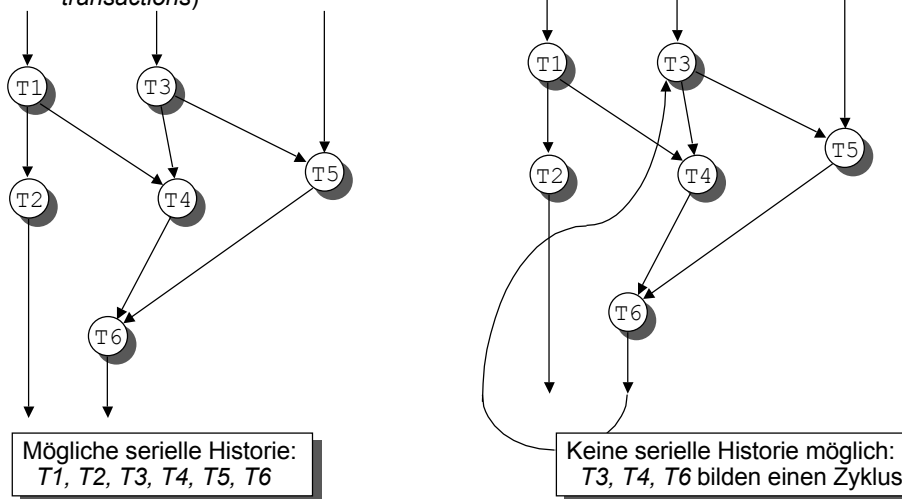 transactions)
T1
T3
T2
T4
T5
T6
Mögliche serielle Historie:
T1, T2, T3, T4, T5, T6
T1
T3
T5
T2
T4
T6
Keine serielle Historie möglich:
T3, T4, T6 bilden einen Zyklus